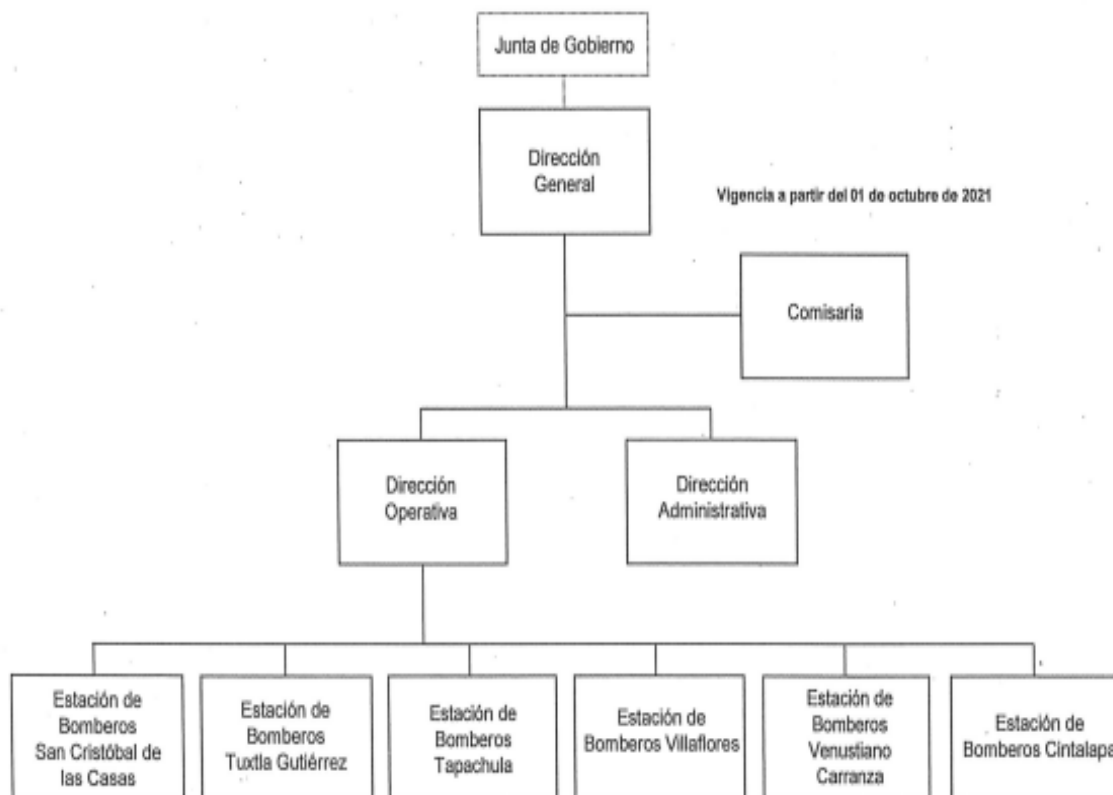 Junta de Gobierno
Dirección
General
Vigencia a partir del 01 de octubre de 2021
Comisaría
Dirección
Operativa
Dirección
Administrativa
Estación de
Bomberos
San Cristóbal de
las Casas
Estación de
Bomberos
Tuxtla Gutiérrez
Estación de
Bomberos
Tapachula
Estación de
Bomberos Villaflores
Estación de
Bomberos
Venustiano
Carranza
Estación de
Bomberos Cintalapa